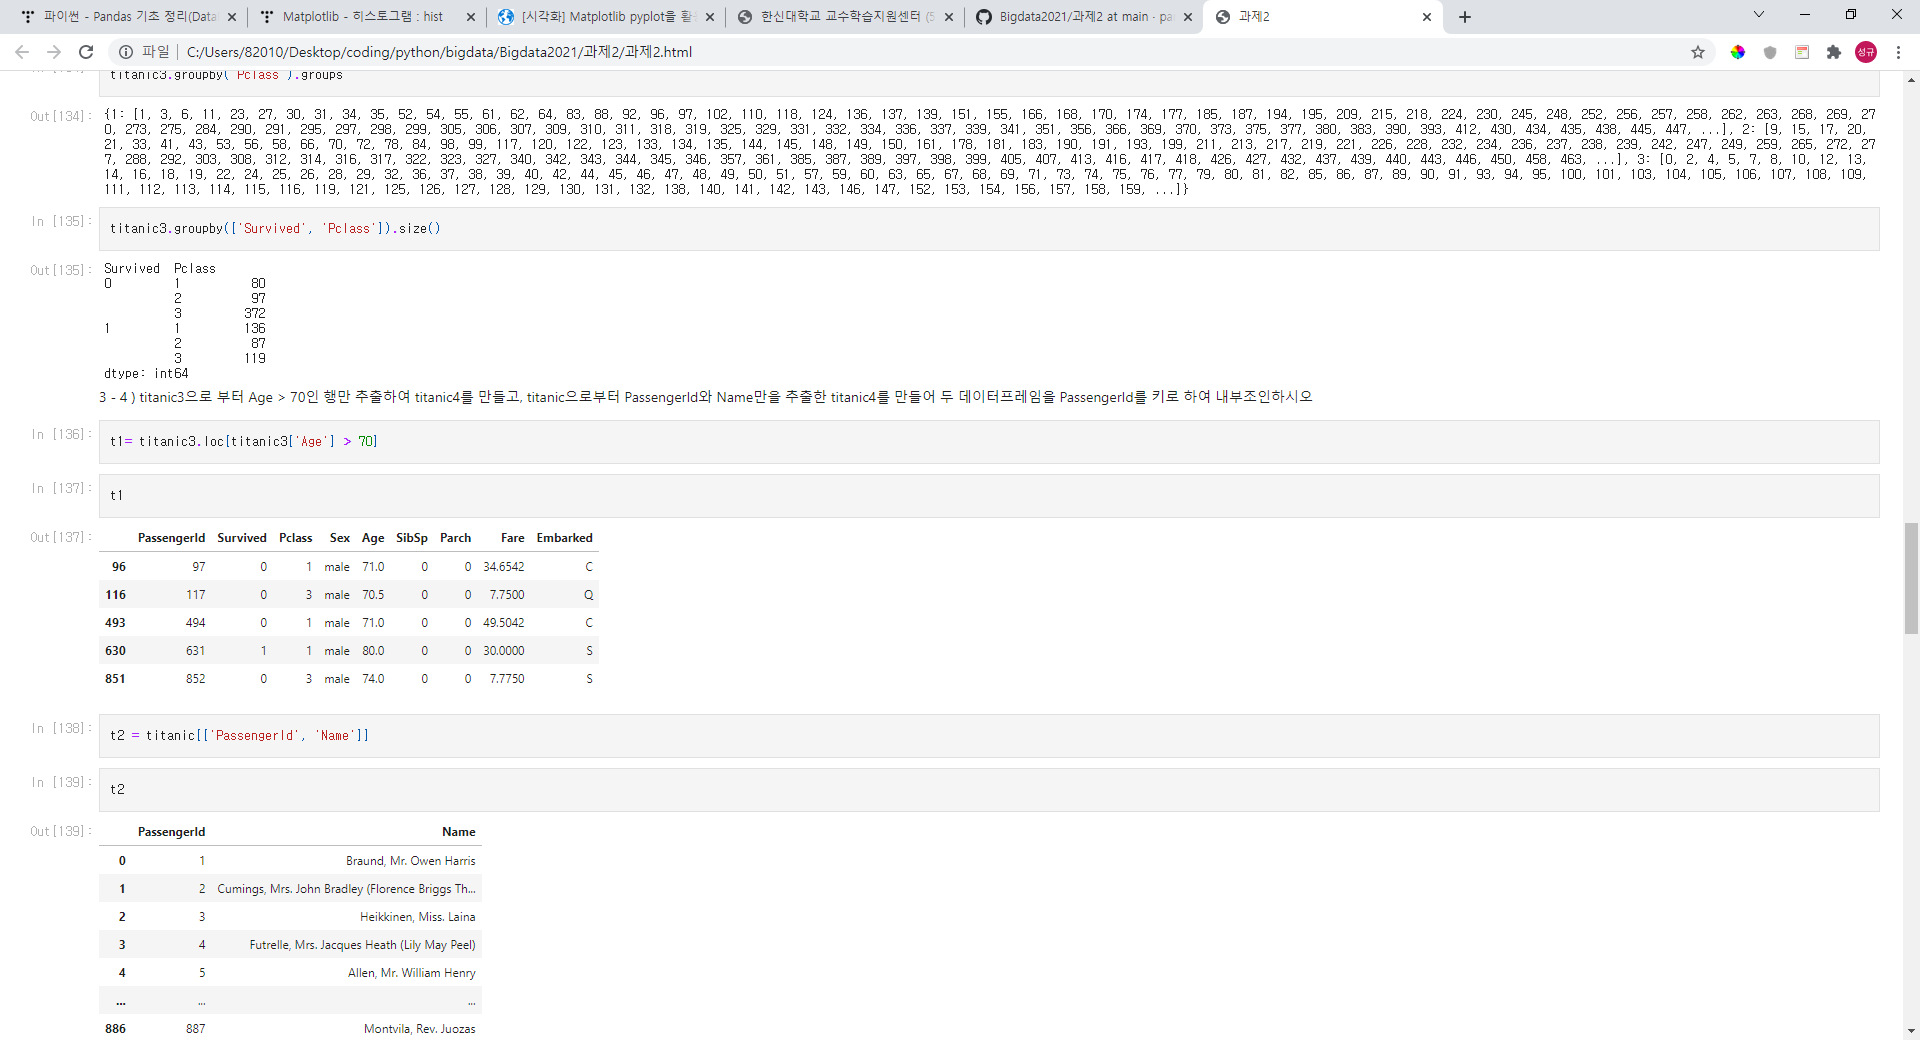 파이썬 - Pandas 기초 정리(Data
Matplotlib - 히스토그램 : hist
[시각화] Matplotlib pyplot을 활
한신대학교 교수학습지원센터 (5
Bigdata2021/과제2 at main · pa
과제2
파일 C:/Users/82010/Desktop/coding/python/bigdata/Bigdata2021/과제2/과제2.html
성규
titanic3.groupby('Pclass').groups
Out[134]: {1: [1, 3, 6, 11, 23, 27, 30, 31, 34, 35, 52, 54, 55, 61, 62, 64, 83, 88, 92, 96, 97, 102, 110, 118, 124, 136, 137, 139, 151, 155, 166, 168, 170, 174, 177, 185, 187, 194, 195, 209, 215, 218, 224, 230, 245, 248, 252, 256, 257, 258, 262, 263, 268, 269, 27
0, 273, 275, 284, 290, 291, 295, 297, 298, 299, 305, 306, 307, 309, 310, 311, 318, 319, 325, 329, 331, 332, 334, 336, 337, 339, 341, 351, 356, 366, 369, 370, 373, 375, 377, 380, 383, 390, 393, 412, 430, 434, 435, 438, 445, 447, ...], 2: [9, 15, 17, 20,
21, 33, 41, 43, 53, 56, 58, 66, 70, 72, 78, 84, 98, 99, 117, 120, 122, 123, 133, 134, 135, 144, 145, 148, 149, 150, 161, 178, 181, 183, 190, 191, 193, 199, 211, 213, 217, 219, 221, 226, 228, 232, 234, 236, 237, 238, 239, 242, 247, 249, 259, 265, 272, 27
7, 288, 292, 303, 308, 312, 314, 316, 317, 322, 323, 327, 340, 342, 343, 344, 345, 346, 357, 361, 385, 387, 389, 397, 398, 399, 405, 407, 413, 416, 417, 418, 426, 427, 432, 437, 439, 440, 443, 446, 450, 458, 463, ...], 3: [0, 2, 4, 5, 7, 8, 10, 12, 13,
14, 16, 18, 19, 22, 24, 25, 26, 28, 29, 32, 36, 37, 38, 39, 40, 42, 44, 45, 46, 47, 48, 49, 50, 51, 57, 59, 60, 63, 65, 67, 68, 69, 71, 73, 74, 75, 76, 77, 79, 80, 81, 82, 85, 86, 87, 89, 90, 91, 93, 94, 95, 100, 101, 103, 104, 105, 106, 107, 108, 109,
111, 112, 113, 114, 115, 116, 119, 121, 125, 126, 127, 128, 129, 130, 131, 132, 138, 140, 141, 142, 143, 146, 147, 152, 153, 154, 156, 157, 158, 159, ...]}
In [135]: titanic3.groupby(['Survived', 'Pclass']).size()
Out[135]: Survived Pclass
0 1 80
2 97
3 372
1 1 136
2 87
3 119
dtype: int64
3 - 4 ) titanic3으로 부터 Age > 70인 행만 추출하여 titanic4를 만들고, titanic으로부터 PassengerId와 Name만을 추출한 titanic4를 만들어 두 데이터프레임을 PassengerId를 키로 하여 내부조인하시오
In [136]: t1= titanic3.loc[titanic3['Age'] > 70]
In [137]: t1
Out[137]: PassengerId Survived Pclass Sex Age SibSp Parch Fare Embarked
96 97 0 1 male 71.0 0 0 34.6542 C
116 117 0 3 male 70.5 0 0 7.7500 Q
493 494 0 1 male 71.0 0 0 49.5042 C
630 631 1 1 male 80.0 0 0 30.0000 S
851 852 0 3 male 74.0 0 0 7.7750 S
In [138]: t2 = titanic[['PassengerId', 'Name']]
In [139]: t2
Out[139]: PassengerId Name
0 1 Braund, Mr. Owen Harris
1 2 Cumings, Mrs. John Bradley (Florence Briggs Th...
2 3 Heikkinen, Miss. Laina
3 4 Futrelle, Mrs. Jacques Heath (Lily May Peel)
4 5 Allen, Mr. William Henry
... ... ...
886 887 Montvila, Rev. Juozas